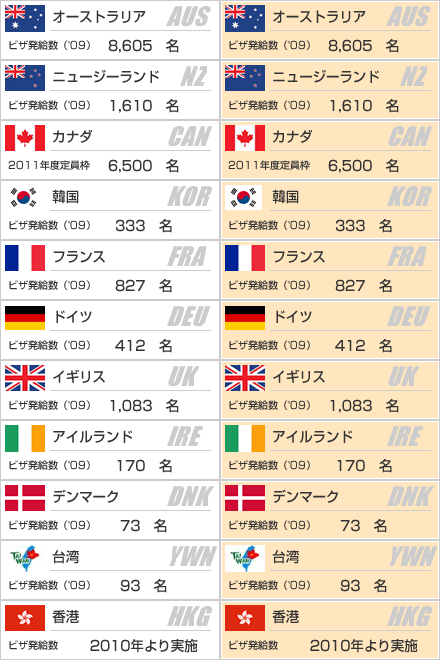 オーストラリア AUS オーストラリア AUS
ビザ発給数（'09） 8,605 名 ビザ発給数（'09） 8,605 名
ニュージーランド NZ ニュージーランド NZ
ビザ発給数（'09） 1,610 名 ビザ発給数（'09） 1,610 名
カナダ CAN カナダ CAN
2011年度定員枠 6,500 名 2011年度定員枠 6,500 名
韓国 KOR 韓国 KOR
ビザ発給数（'09） 333 名 ビザ発給数（'09） 333 名
フランス FRA フランス FRA
ビザ発給数（'09） 827 名 ビザ発給数（'09） 827 名
ドイツ DEU ドイツ DEU
ビザ発給数（'09） 412 名 ビザ発給数（'09） 412 名
イギリス UK イギリス UK
ビザ発給数（'09） 1,083 名 ビザ発給数（'09） 1,083 名
アイルランド IRE アイルランド IRE
ビザ発給数（'09） 170 名 ビザ発給数（'09） 170 名
デンマーク DNK デンマーク DNK
ビザ発給数（'09） 73 名 ビザ発給数（'09） 73 名
TAIWAN 台湾 YWN TAIWAN 台湾 YWN
ビザ発給数（'09） 93 名 ビザ発給数（'09） 93 名
香港 HKG 香港 HKG
ビザ発給数 2010年より実施 ビザ発給数 2010年より実施